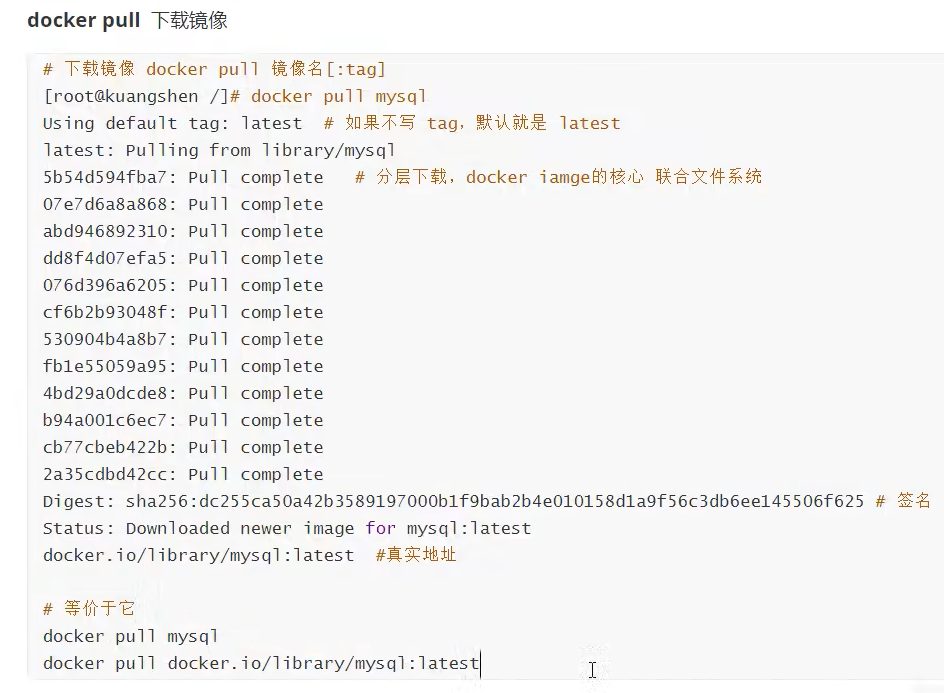 docker pull 下载镜像
# 下载镜像 docker pull 镜像名[:tag]
[root@kuangshen /]# docker pull mysql
Using default tag: latest  # 如果不写 tag，默认就是 latest
latest: Pulling from library/mysql
5b54d594fba7: Pull complete   # 分层下载，docker iamge的核心 联合文件系统
07e7d6a8a868: Pull complete
abd946892310: Pull complete
dd8f4d07efa5: Pull complete
076d396a6205: Pull complete
cf6b2b93048f: Pull complete
530904b4a8b7: Pull complete
fb1e55059a95: Pull complete
4bd29a0dcde8: Pull complete
b94a001c6ec7: Pull complete
cb77cbeb422b: Pull complete
2a35cdbd42cc: Pull complete
Digest: sha256:dc255ca50a42b3589197000b1f9bab2b4e010158d1a9f56c3db6ee145506f625 # 签名
Status: Downloaded newer image for mysql:latest
docker.io/library/mysql:latest  #真实地址
# 等价于它
docker pull mysql
docker pull docker.io/library/mysql:latest